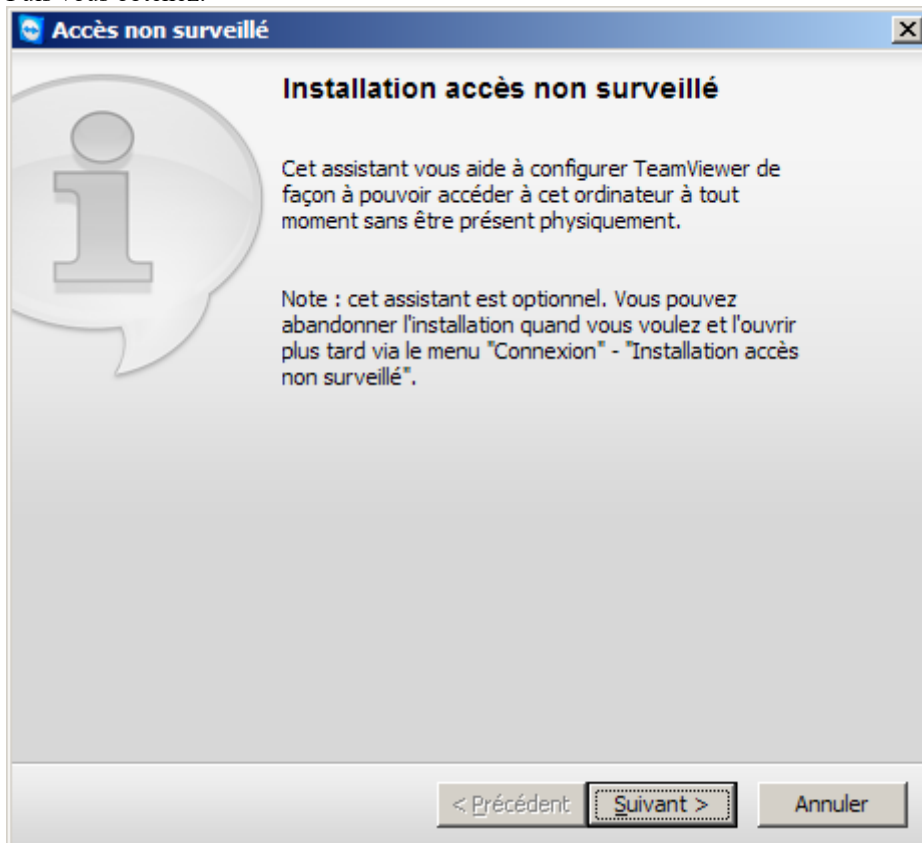 Accès non surveillé
Installation accès non surveillé
Cet assistant vous aide à configurer TeamViewer de
façon à pouvoir accéder à cet ordinateur à tout
moment sans être présent physiquement.
Note : cet assistant est optionnel. Vous pouvez
abandonner l'installation quand vous voulez et l'ouvrir
plus tard via le menu "Connexion" - "Installation accès
non surveillé".
< Précédent Suivant > Annuler